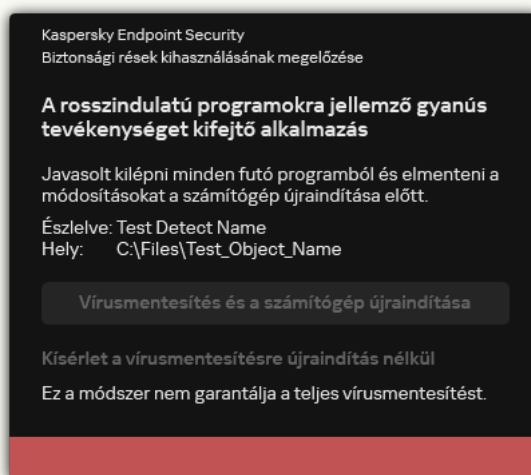 Kaspersky Endpoint Security
Biztonsági rések kihasználásának megelőzése
A rosszindulatú programokra jellemző gyanús
tevékenységet kifejtő alkalmazás
Javasolt kilépni minden futó programból és elmenteni a
módosításokat a számítógép újraindítása előtt.
Észlelve: Test Detect Name
Hely: C:\Files\Test_Object_Name
Vírusmentesítés és a számítógép újraindítása
Kísérlet a vírusmentesítésre újraindítás nélkül
Ez a módszer nem garantálja a teljes vírusmentesítést.